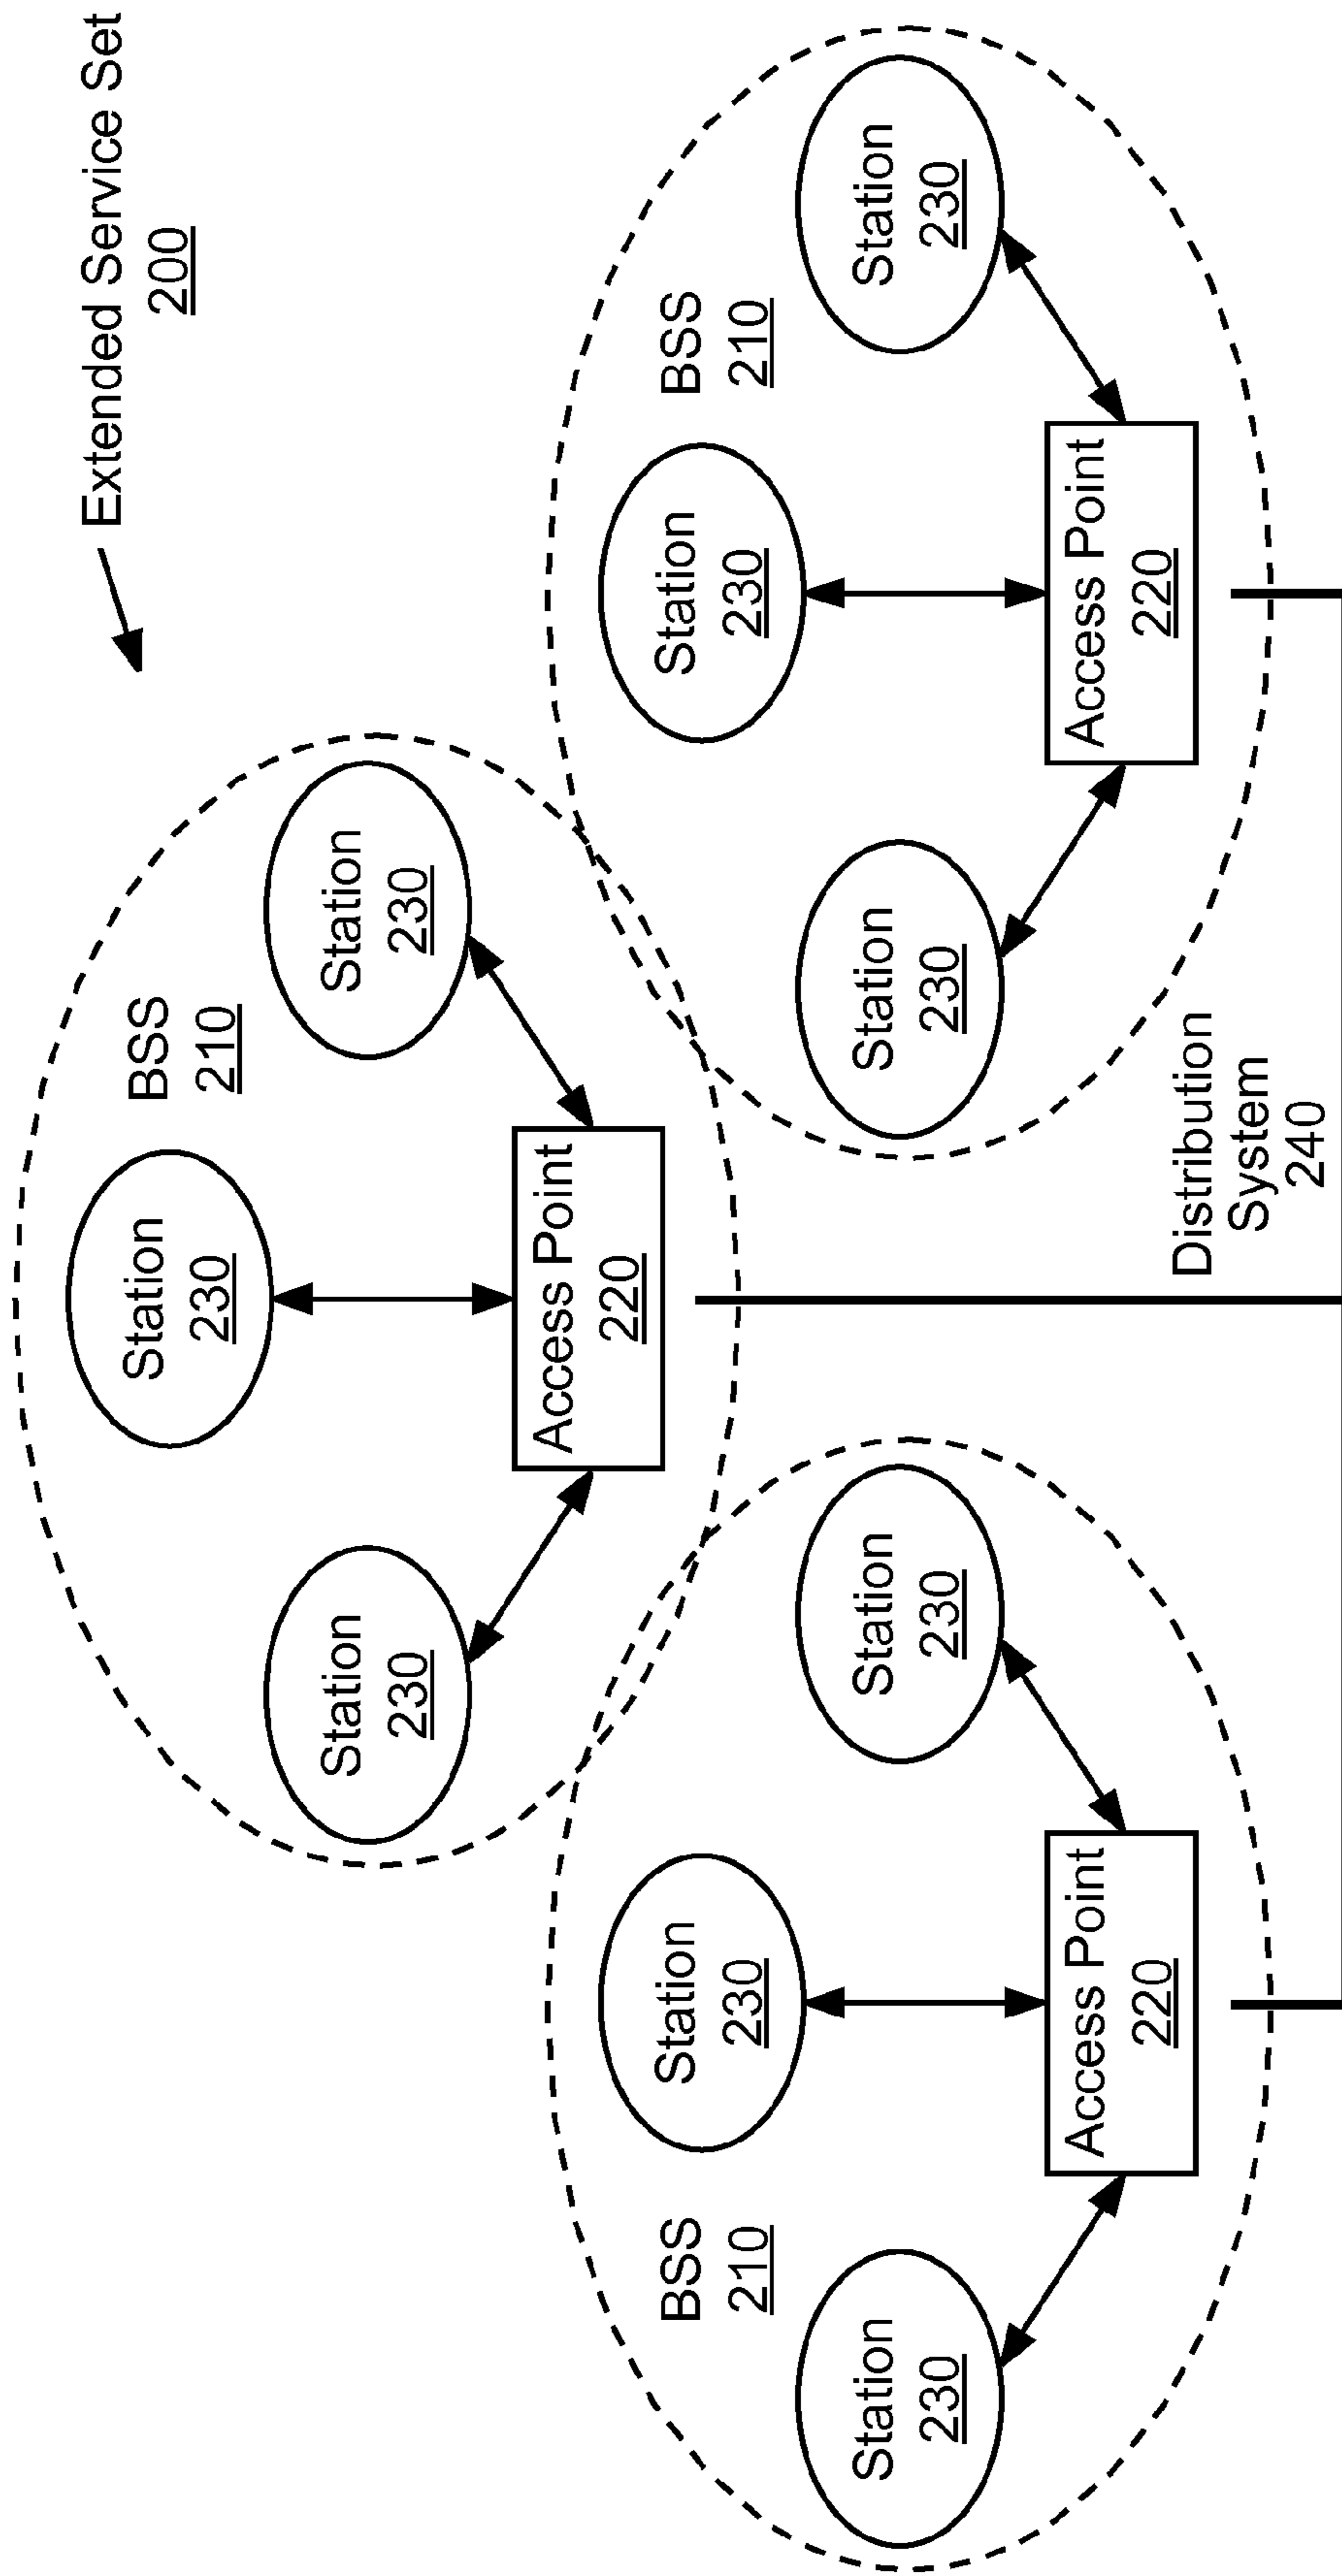 Extended Service Set
200
Station
230
BSS
210
Station
230
Station
230
Access Point
220
Station
230
BSS
210
Station
230
Station
230
Access Point
220
Station
230
BSS
210
Station
230
Station
230
Access Point
220
Distribution
System
240